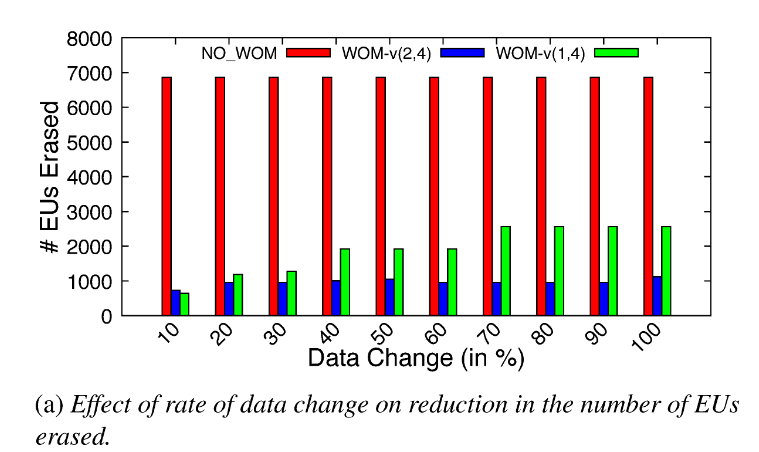 8000
7000
6000
5000
4000
3000
2000
1000
0
# EUs Erased
NO_WOM WOM-v(2,4) WOM-v(1,4)
10 20 30 40 50 60 70 80 90 100
Data Change (in %)
(a) Effect of rate of data change on reduction in the number of EUs
erased.